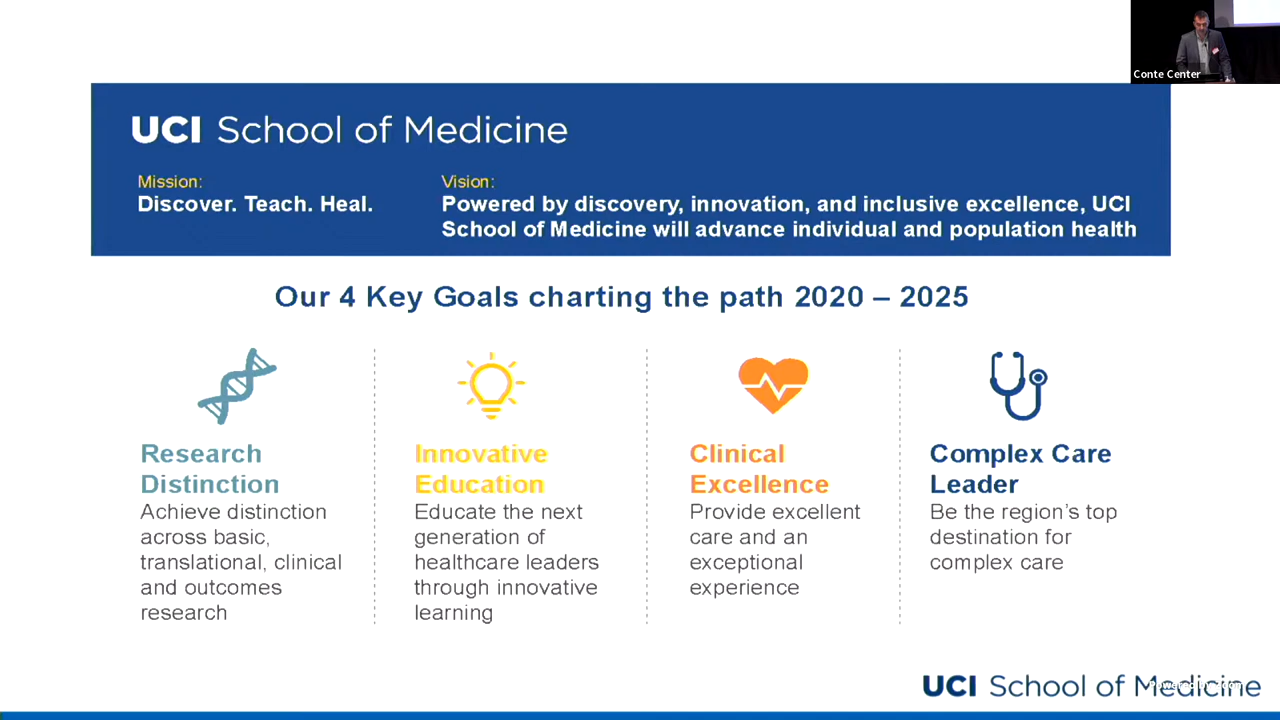 Conte Center
UCI School of Medicine
Mission:
Discover. Teach. Heal.
Vision:
Powered by discovery, innovation, and inclusive excellence, UCI
School of Medicine will advance individual and population health
Our 4 Key Goals charting the path 2020 – 2025
Research
Distinction
Achieve distinction
across basic,
translational, clinical
and outcomes
research
Innovative
Education
Educate the next
generation of
healthcare leaders
through innovative
learning
Clinical
Excellence
Provide excellent
care and an
exceptional
experience
Complex Care
Leader
Be the region's top
destination for
complex care
UCI School of Medicine